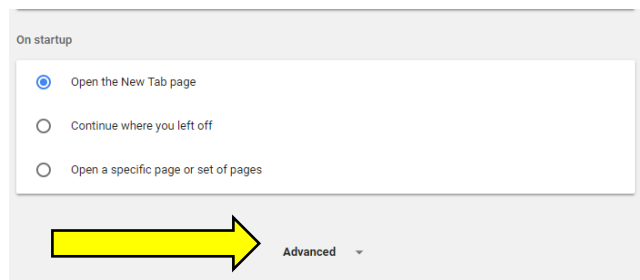 On startup
Open the New Tab page
Continue where you left off
Open a specific page or set of pages
Advanced